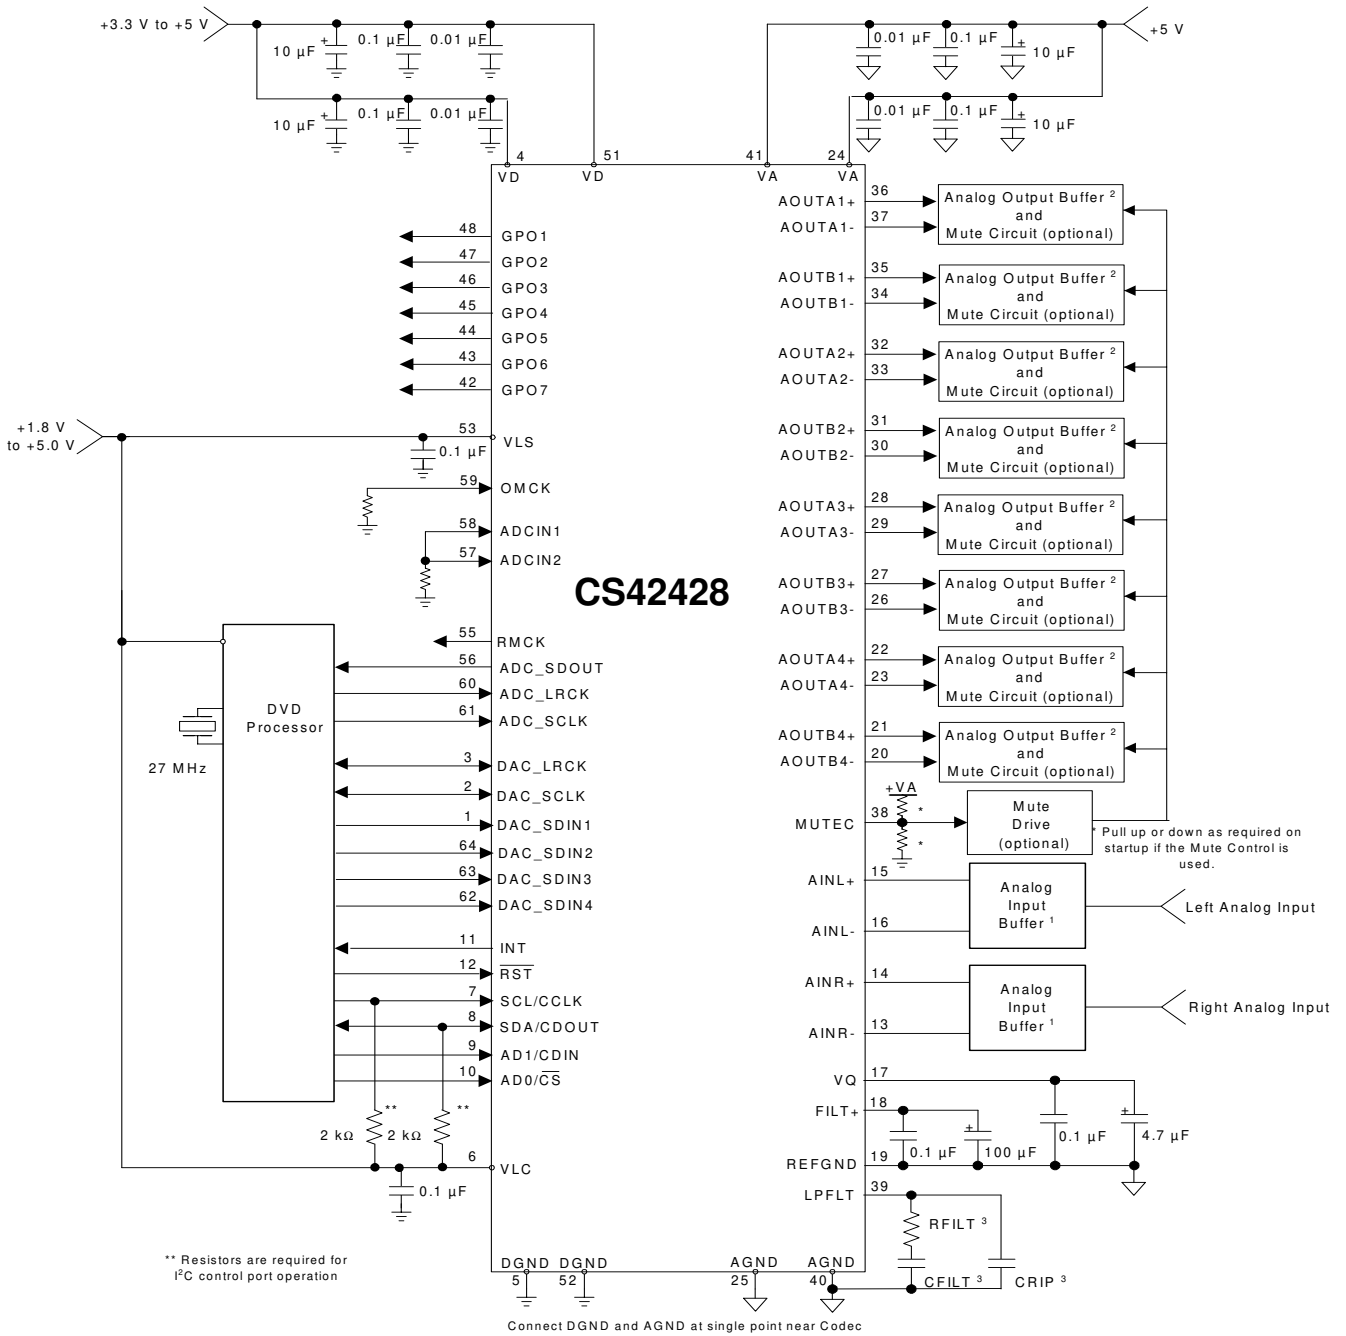 +3.3 V to +5 V
10 µF
+
0.1 µF
0.01 µF
0.01 µF
0.1 µF
+
10 µF
+5 V
10 µF
+
0.1 µF
0.01 µF
0.01 µF
0.1 µF
+
10 µF
4
51
41
24
VD
VD
VA
VA
48
GPO1
47
GPO2
46
GPO3
45
GPO4
44
GPO5
43
GPO6
42
GPO7
+1.8 V
to +5.0 V
53
VLS
0.1 µF
59
OMCK
58
ADCIN1
57
ADCIN2
CS42428
55
RMCK
56
ADC_SDOUT
60
ADC_LRCK
61
ADC_SCLK
DVD
Processor
27 MHz
3
DAC_LRCK
2
DAC_SCLK
1
DAC_SDIN1
64
DAC_SDIN2
63
DAC_SDIN3
62
DAC_SDIN4
11
INT
12
RST
7
SCL/CCLK
8
SDA/CDOUT
9
AD1/CDIN
10
AD0/CS
**
**
2 kΩ
2 kΩ
6
VLC
0.1 µF
** Resistors are required for
I²C control port operation
AOUTA1+
36
AOUTA1-
37
Analog Output Buffer ²
and
Mute Circuit (optional)
AOUTB1+
35
AOUTB1-
34
Analog Output Buffer ²
and
Mute Circuit (optional)
AOUTA2+
32
AOUTA2-
33
Analog Output Buffer ²
and
Mute Circuit (optional)
AOUTB2+
31
AOUTB2-
30
Analog Output Buffer ²
and
Mute Circuit (optional)
AOUTA3+
28
AOUTA3-
29
Analog Output Buffer ²
and
Mute Circuit (optional)
AOUTB3+
27
AOUTB3-
26
Analog Output Buffer ²
and
Mute Circuit (optional)
AOUTA4+
22
AOUTA4-
23
Analog Output Buffer ²
and
Mute Circuit (optional)
AOUTB4+
21
AOUTB4-
20
Analog Output Buffer ²
and
Mute Circuit (optional)
+VA
*
MUTEC
38
*
Mute
Drive
(optional)
* Pull up or down as required on
startup if the Mute Control is
used.
AINL+
15
AINL-
16
Analog
Input
Buffer ¹
Left Analog Input
AINR+
14
AINR-
13
Analog
Input
Buffer ¹
Right Analog Input
VQ
17
FILT+
18
0.1 µF
+
100 µF
0.1 µF
+
4.7 µF
REFGND
19
LPFLT
39
RFILT ³
CFILT ³
CRIP ³
DGND
DGND
AGND
AGND
5
52
25
40
Connect DGND and AGND at single point near Codec